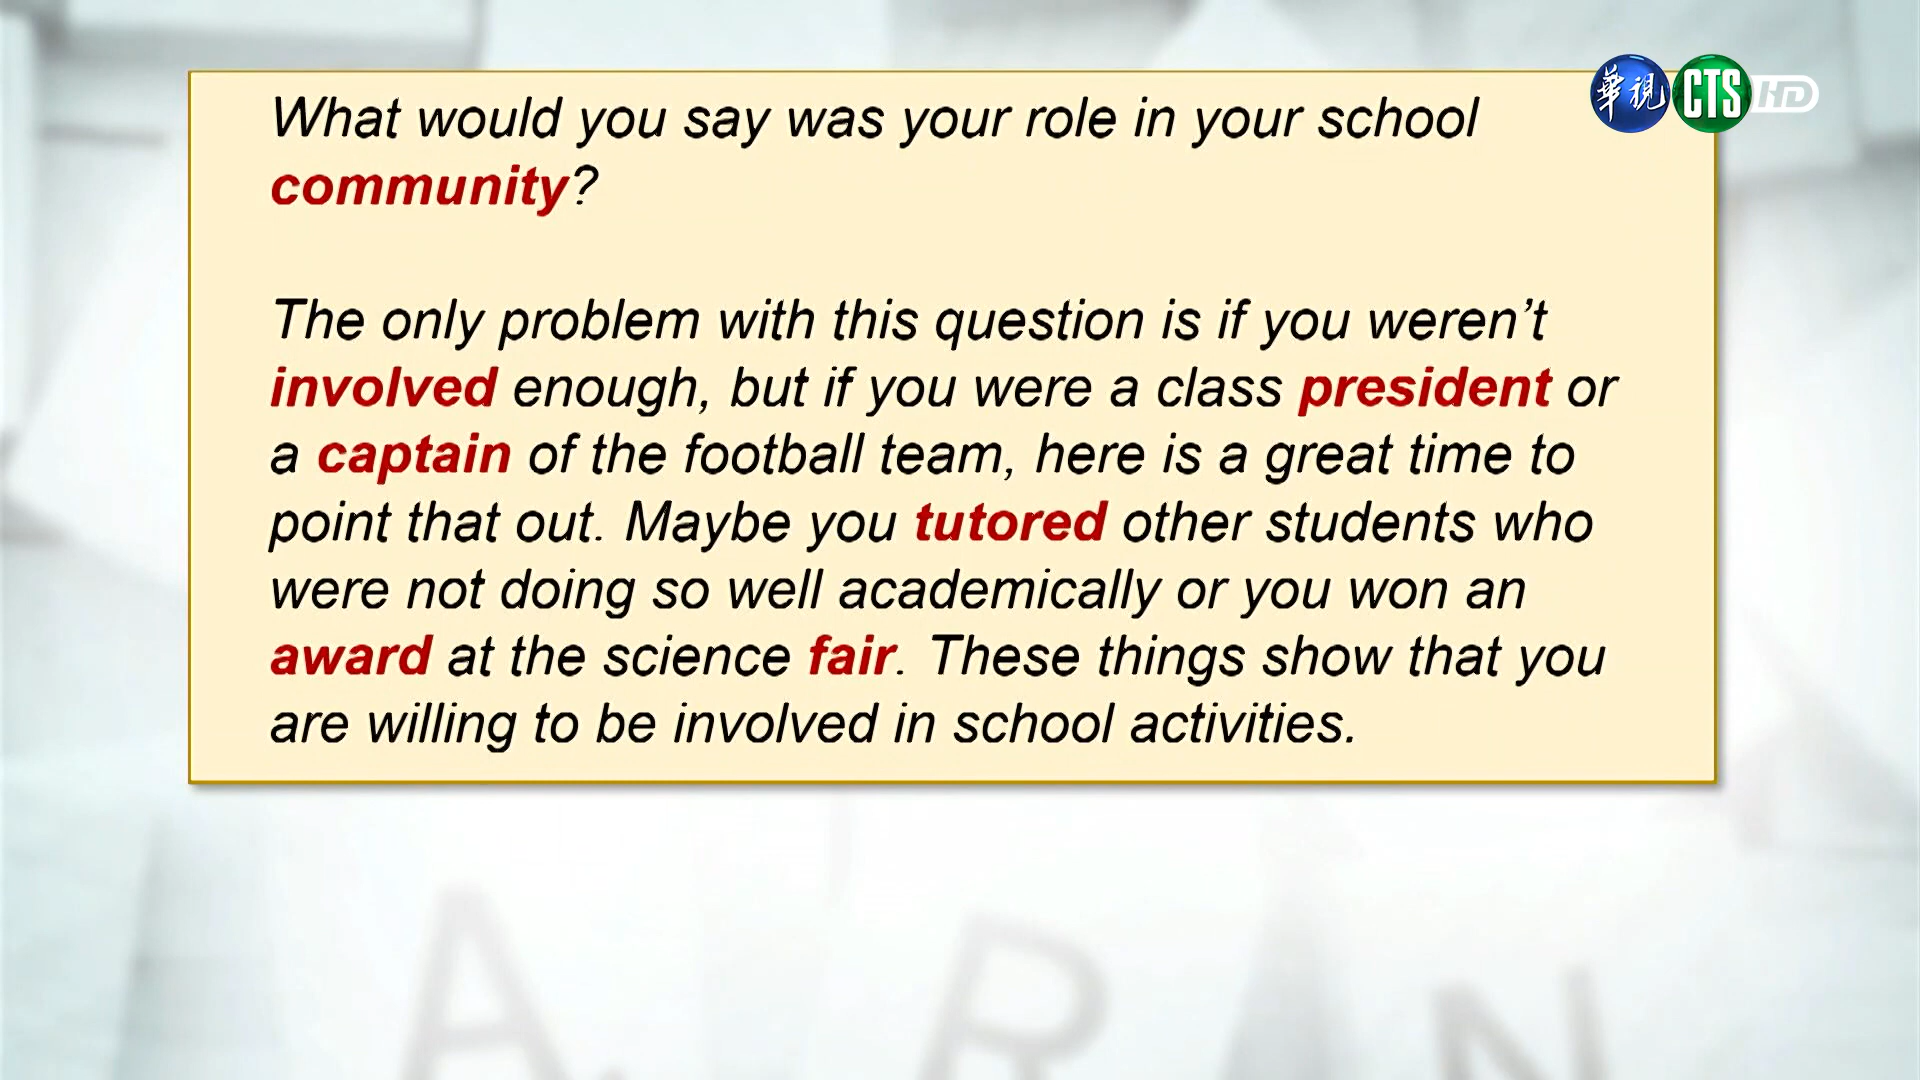 華視 CTS HD
What would you say was your role in your school
community?
The only problem with this question is if you weren’t
involved enough, but if you were a class president or
a captain of the football team, here is a great time to
point that out. Maybe you tutored other students who
were not doing so well academically or you won an
award at the science fair. These things show that you
are willing to be involved in school activities.
A R N